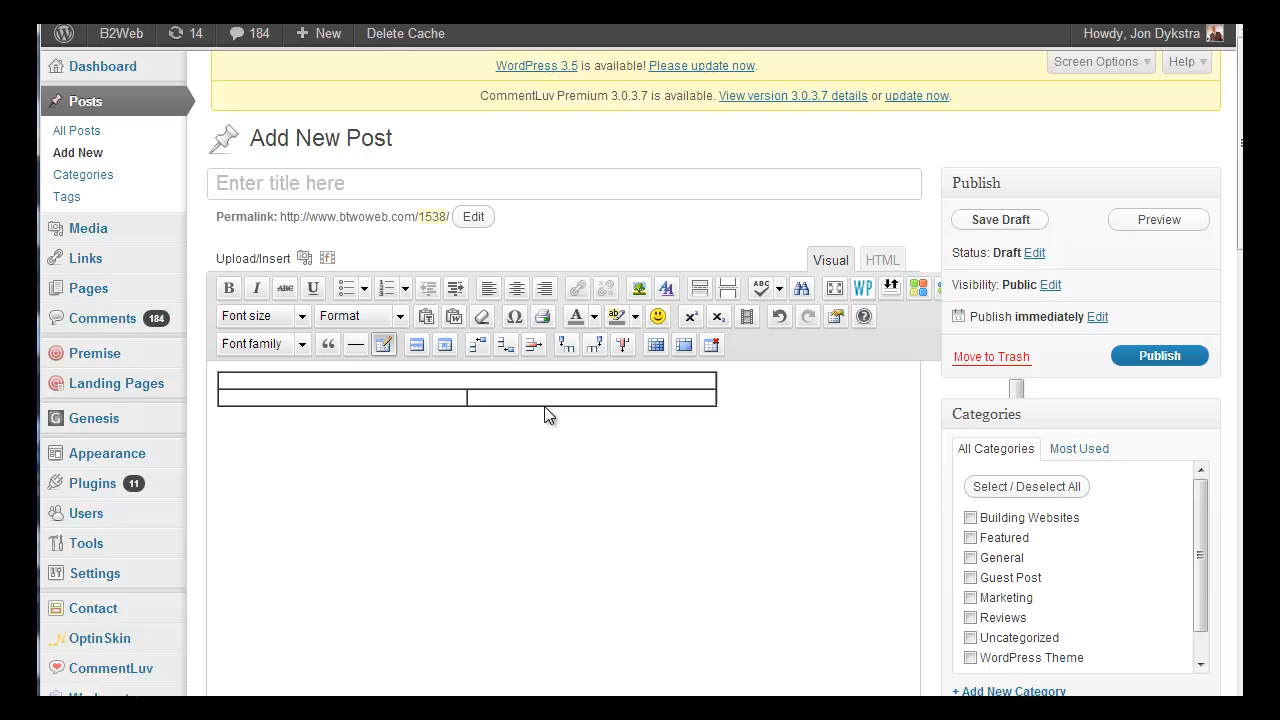 B2Web 14 184 New Delete Cache Howdy, Jon Dykstra
WordPress 3.5 is available! Please update now.
Screen Options Help
CommentLuv Premium 3.0.3.7 is available. View version 3.0.3.7 details or update now.
Dashboard
Posts
All Posts
Add New
Categories
Tags
Media
Links
Pages
Comments 184
Premise
Landing Pages
Genesis
Appearance
Plugins 11
Users
Tools
Settings
Contact
OptinSkin
CommentLuv
Add New Post
Enter title here
Permalink: http://www.btwoweb.com/1538/ Edit
Upload/Insert
Visual HTML
B I ABC U ABC WP
Font size Format
Font family
Publish
Save Draft Preview
Status: Draft Edit
Visibility: Public Edit
Publish immediately Edit
Move to Trash Publish
Categories
All Categories Most Used
Select / Deselect All
Building Websites
Featured
General
Guest Post
Marketing
Reviews
Uncategorized
WordPress Theme
+ Add New Category